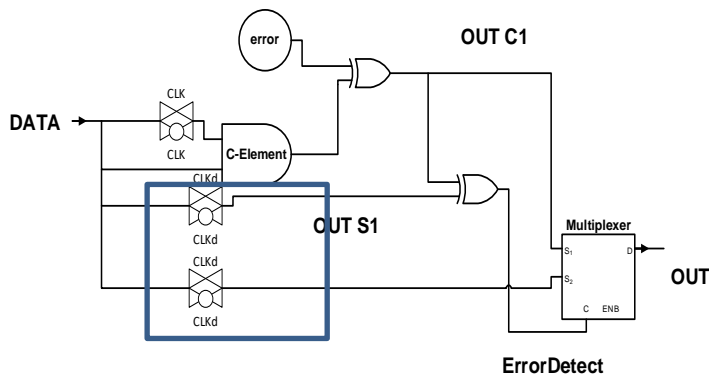 error
OUT C1
CLK
DATA
CLK
C-Element
CLKd
OUT S1
CLKd
Multiplexer
S1
D
CLKd
OUT
S2
CLKd
C ENB
ErrorDetect